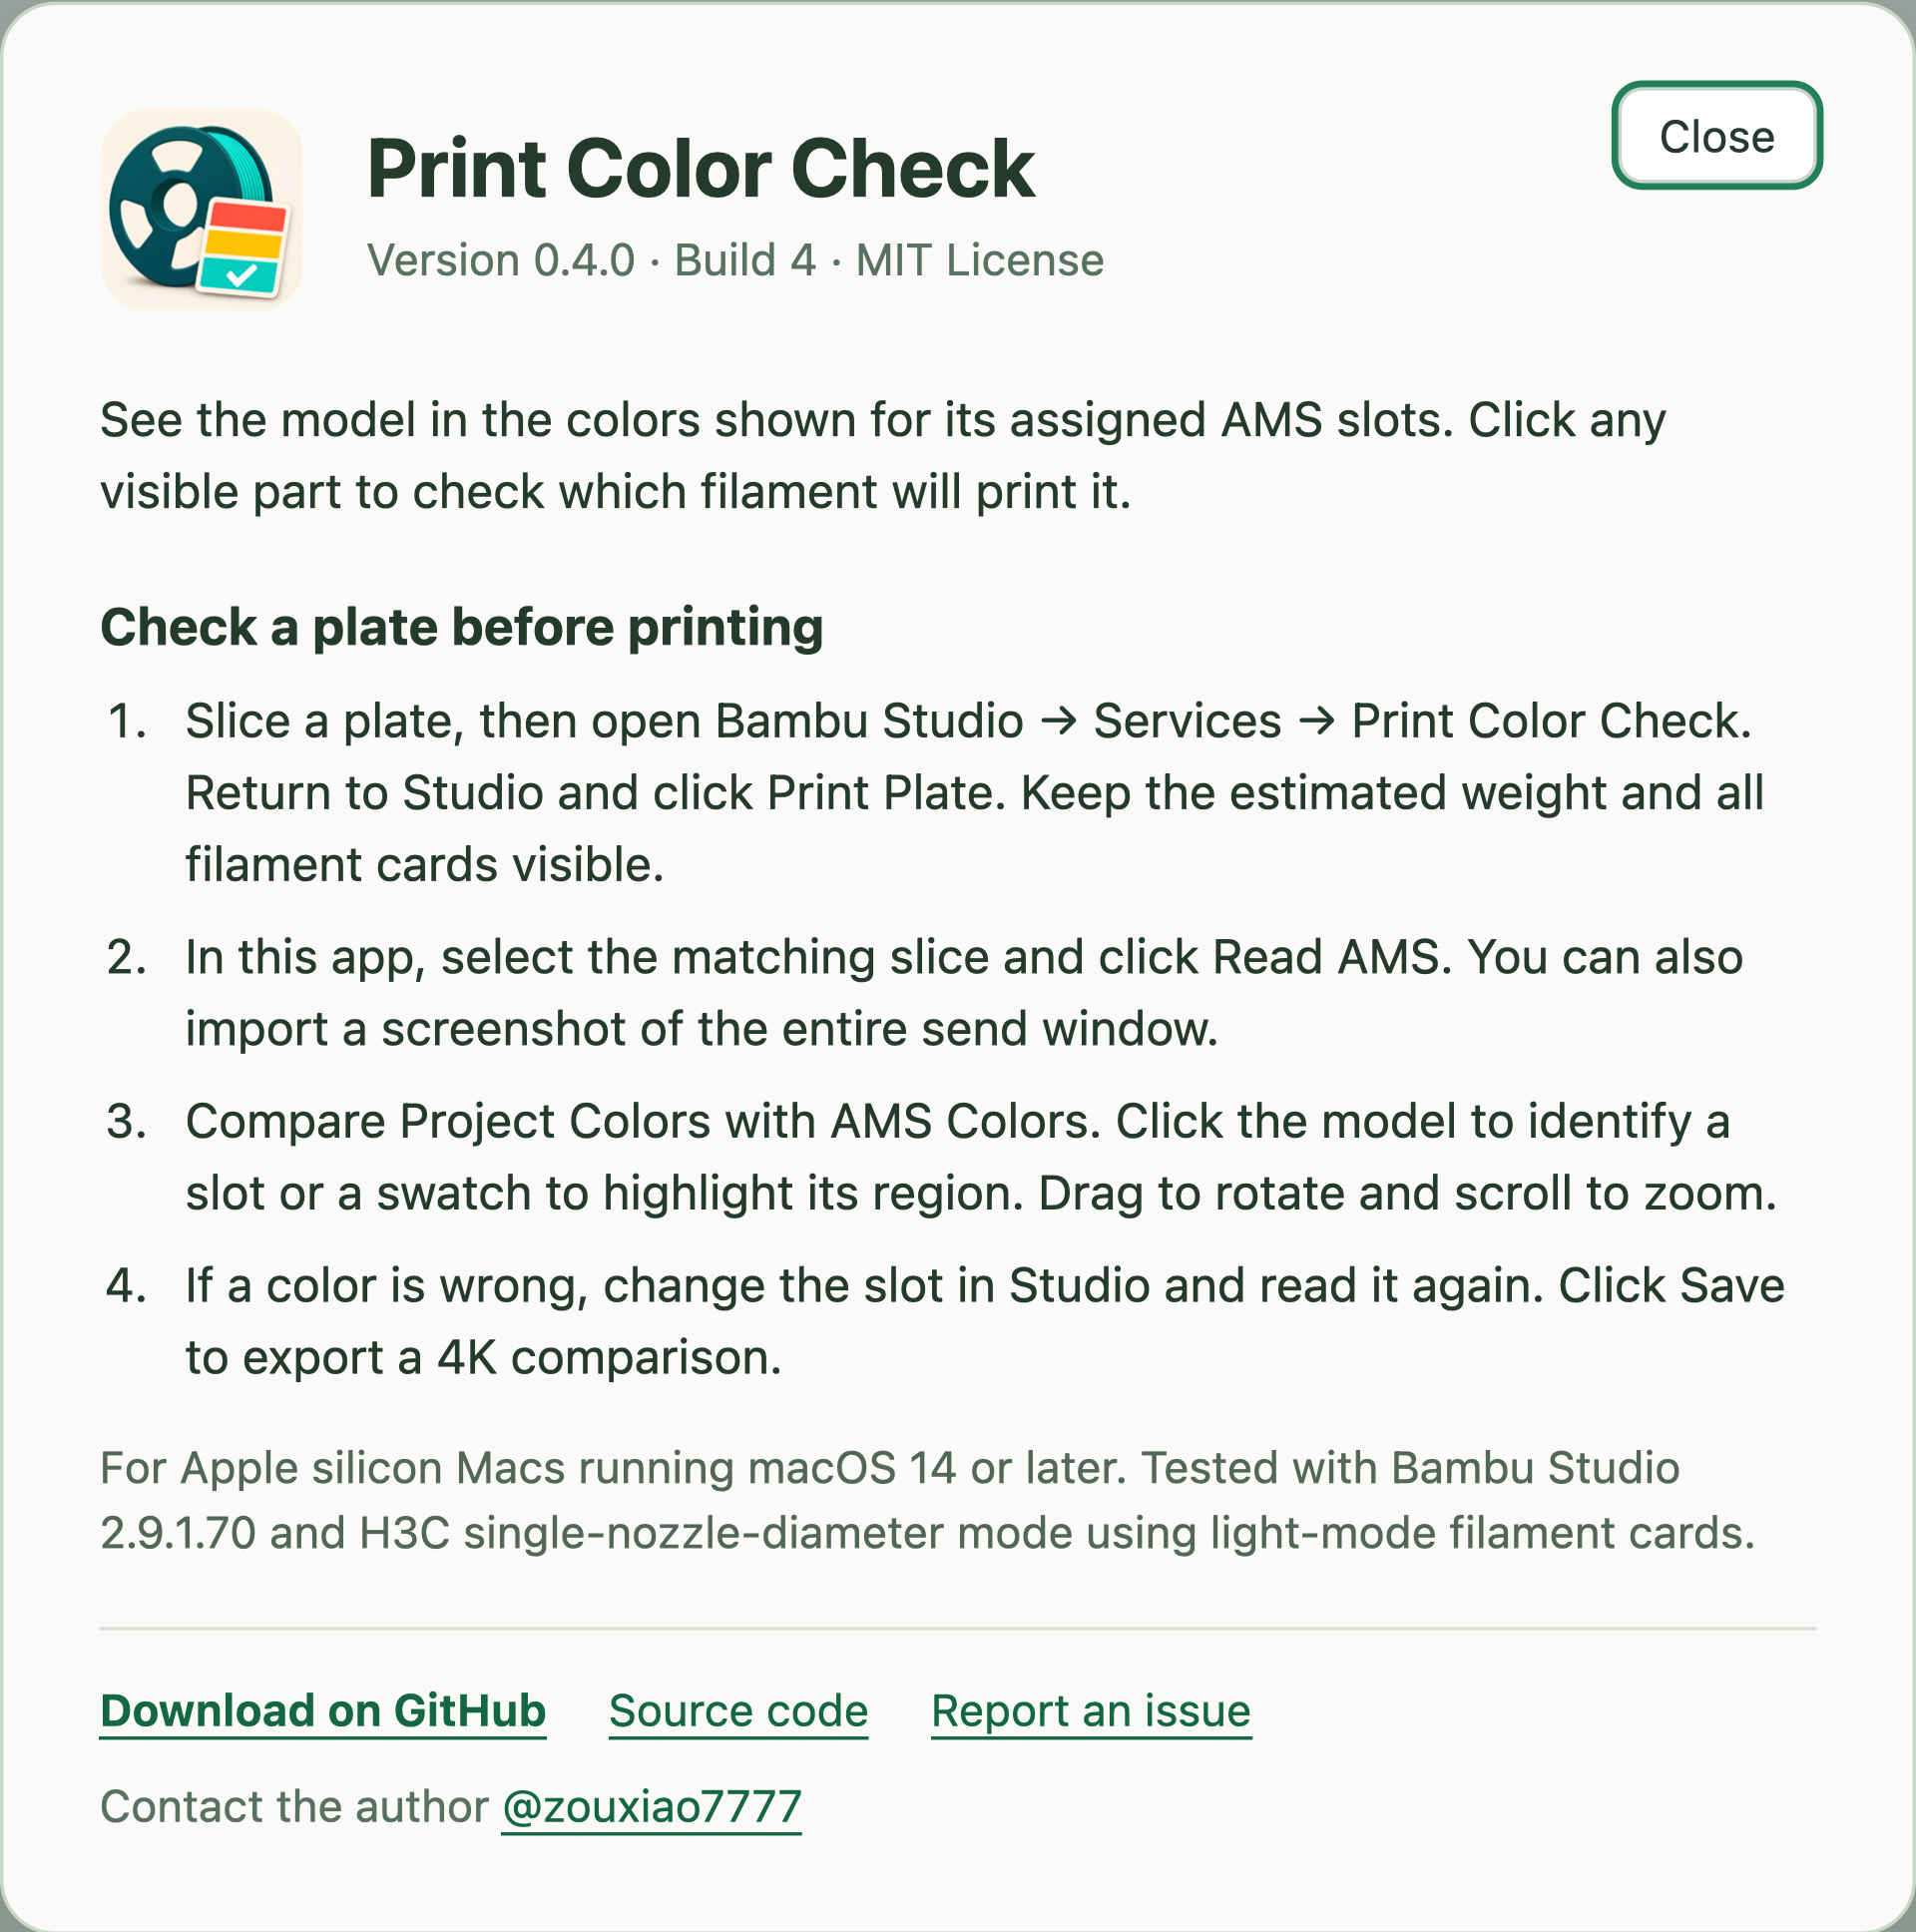 Close
Print Color Check
Version 0.4.0 · Build 4 · MIT License
See the model in the colors shown for its assigned AMS slots. Click any
visible part to check which filament will print it.
Check a plate before printing
1. Slice a plate, then open Bambu Studio → Services → Print Color Check.
Return to Studio and click Print Plate. Keep the estimated weight and all
filament cards visible.
2. In this app, select the matching slice and click Read AMS. You can also
import a screenshot of the entire send window.
3. Compare Project Colors with AMS Colors. Click the model to identify a
slot or a swatch to highlight its region. Drag to rotate and scroll to zoom.
4. If a color is wrong, change the slot in Studio and read it again. Click Save
to export a 4K comparison.
For Apple silicon Macs running macOS 14 or later. Tested with Bambu Studio
2.9.1.70 and H3C single-nozzle-diameter mode using light-mode filament cards.
Download on GitHub Source code Report an issue
Contact the author @zouxiao7777